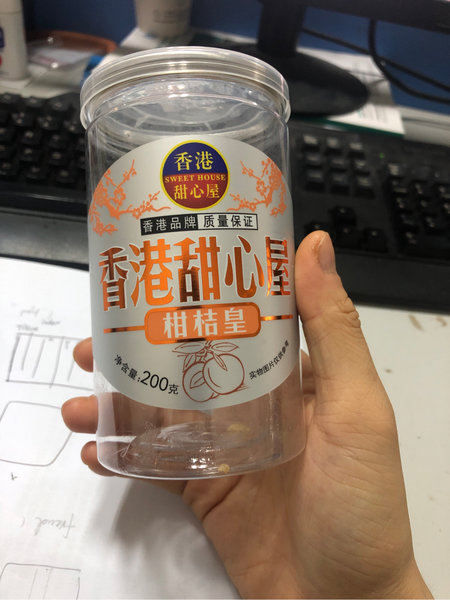 香港
SWEET HOUSE
甜心屋
香港品牌 质量保证
香港甜心屋
柑桔皇
净含量:200克
实物图片仅供参考